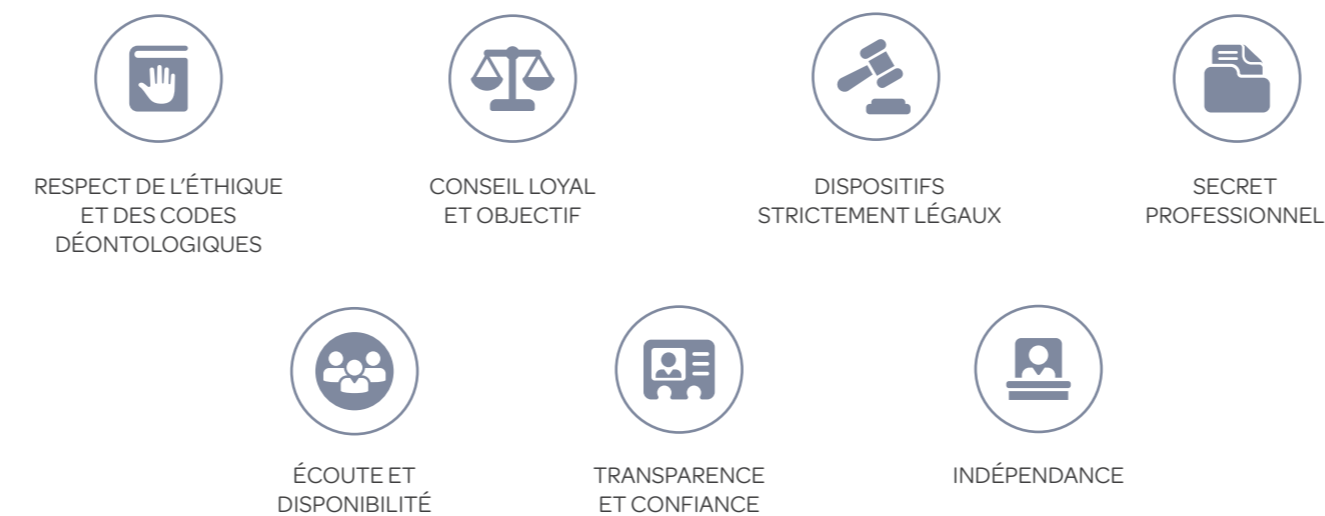 RESPECT DE L’ÉTHIQUE
ET DES CODES
DÉONTOLOGIQUES
CONSEIL LOYAL
ET OBJECTIF
DISPOSITIFS
STRICTEMENT LÉGAUX
SECRET
PROFESSIONNEL
ÉCOUTE ET
DISPONIBILITÉ
TRANSPARENCE
ET CONFIANCE
INDÉPENDANCE